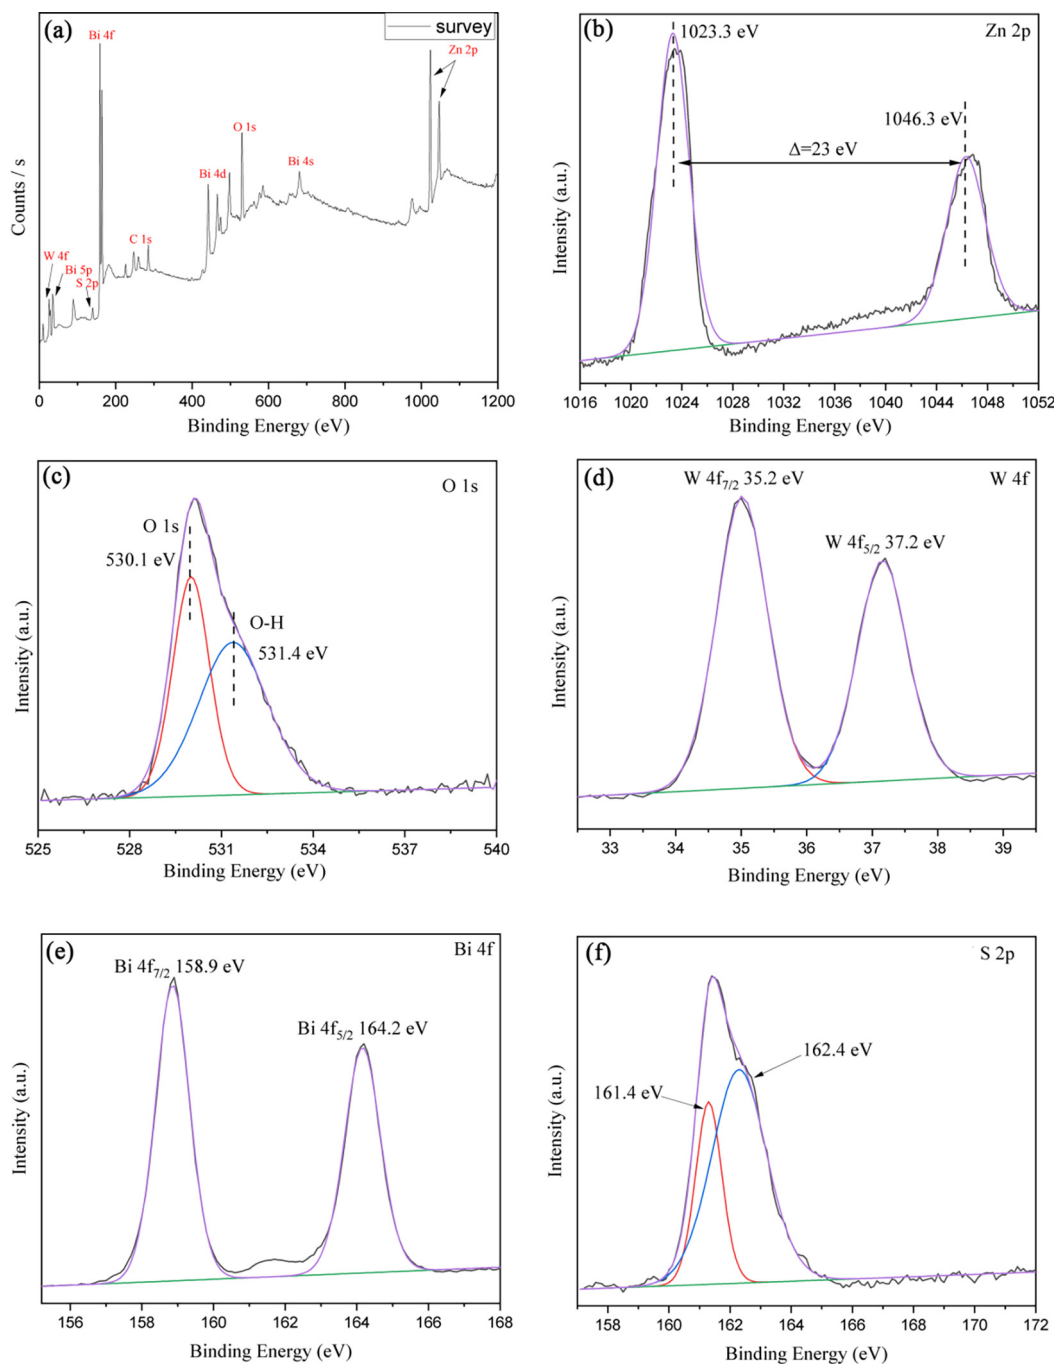 (a)
survey
Bi 4f
Zn 2p
O 1s
Bi 4d
Bi 4s
C 1s
W 4f
Bi 5p
S 2p
Counts / s
0 200 400 600 800 1000 1200
Binding Energy (eV)
(b)
1023.3 eV
Zn 2p
1046.3 eV
Δ=23 eV
Intensity (a.u.)
1016 1020 1024 1028 1032 1036 1040 1044 1048 1052
Binding Energy (eV)
(c)
O 1s
O 1s
530.1 eV
O-H
531.4 eV
Intensity (a.u.)
525 528 531 534 537 540
Binding Energy (eV)
(d)
W 4f7/2 35.2 eV
W 4f
W 4f5/2 37.2 eV
Intensity (a.u.)
33 34 35 36 37 38 39
Binding Energy (eV)
(e)
Bi 4f
Bi 4f7/2 158.9 eV
Bi 4f5/2 164.2 eV
Intensity (a.u.)
156 158 160 162 164 166 168
Binding Energy (eV)
(f)
S 2p
162.4 eV
161.4 eV
Intensity (a.u.)
158 160 162 164 166 168 170 172
Binding Energy (eV)